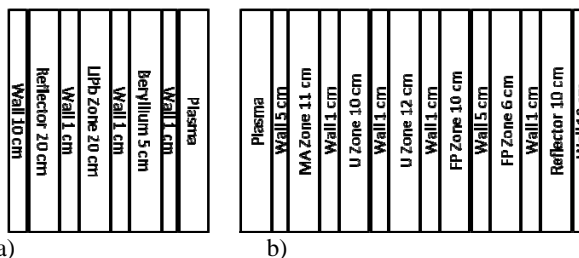 Wall 10 cm
Reflector 20 cm
Wall 1 cm
LiPb Zone 20 cm
Wall 1 cm
Beryllium 5 cm
Wall 1 cm
Plasma
Plasma
Wall 5 cm
MA Zone 11 cm
Wall 1 cm
U Zone 10 cm
Wall 1 cm
U Zone 12 cm
Wall 1 cm
FP Zone 10 cm
Wall 5 cm
FP Zone 6 cm
Wall 1 cm
Reflector 10 cm
a)
b)